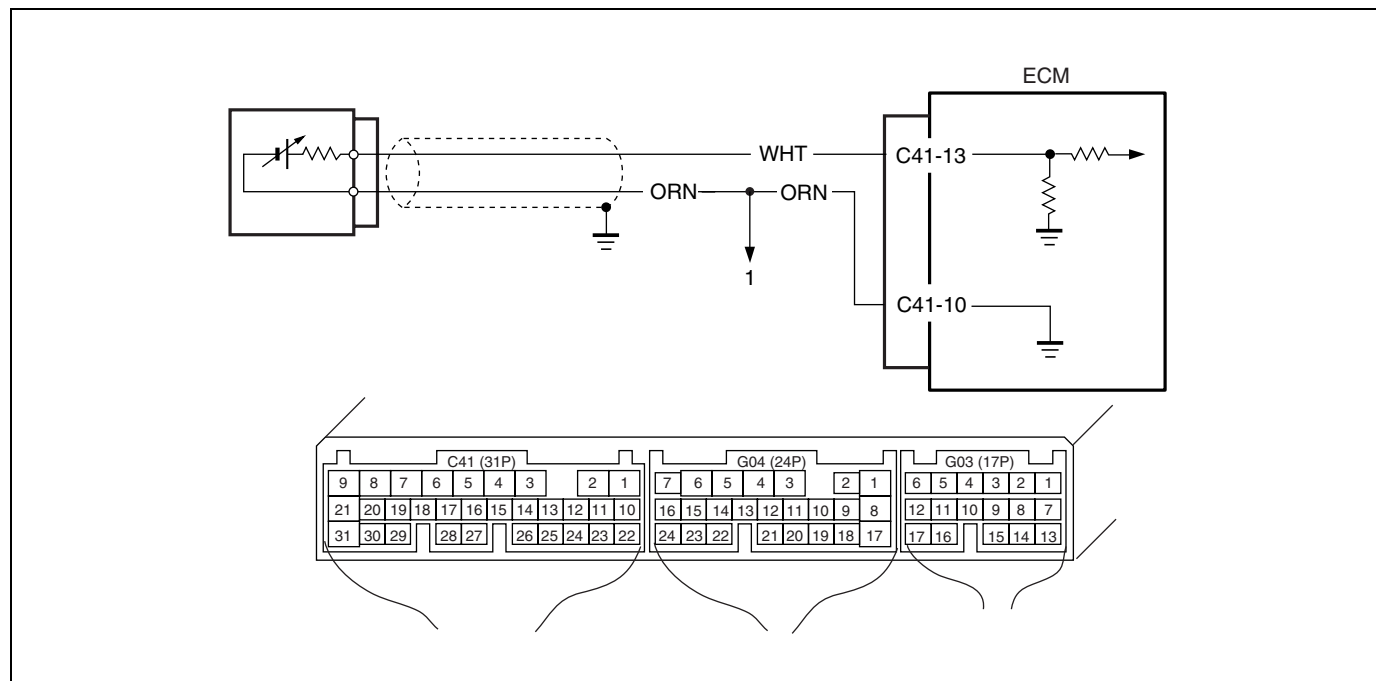 ECM
WHT
C41-13
ORN
ORN
1
C41-10
C41 (31P)
G04 (24P)
G03 (17P)
9 8 7 6 5 4 3 2 1
7 6 5 4 3 2 1
6 5 4 3 2 1
21 20 19 18 17 16 15 14 13 12 11 10
16 15 14 13 12 11 10 9 8
12 11 10 9 8 7
31 30 29 28 27 26 25 24 23 22
24 23 22 21 20 19 18 17
17 16 15 14 13